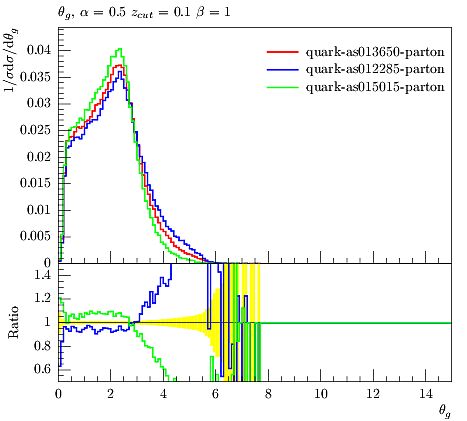 θg, α = 0.5 zcut = 0.1 β = 1
1/σdσ/dθg
0.04
0.035
0.03
0.025
0.02
0.015
0.01
0.005
0
quark-as013650-parton
quark-as012285-parton
quark-as015015-parton
Ratio
1.4
1.2
1
0.8
0.6
0 2 4 6 8 10 12 14
θg